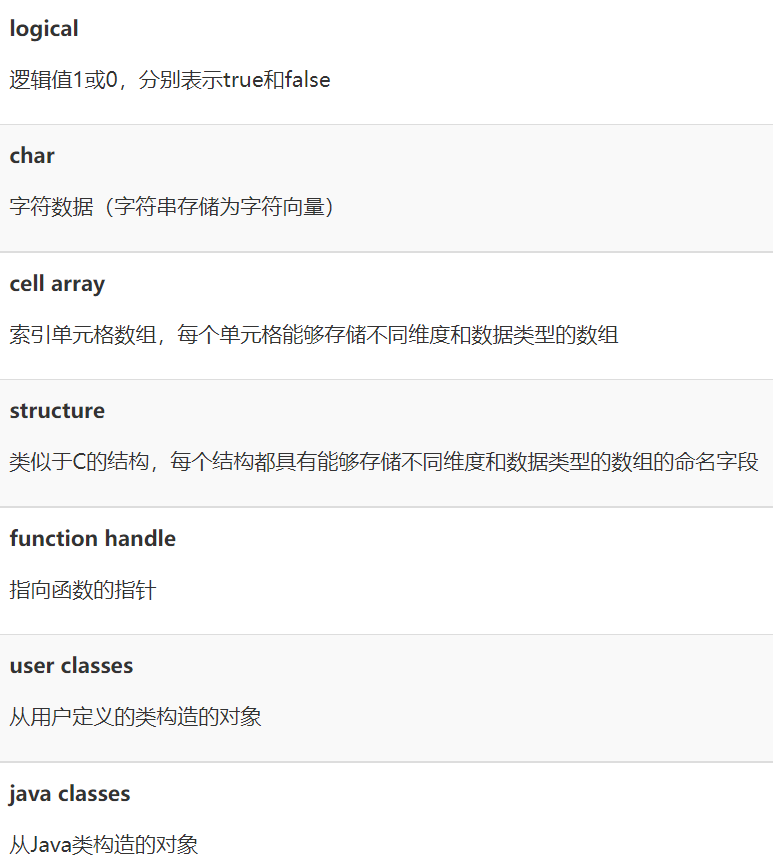 logical
逻辑值1或0，分别表示true和false
char
字符数据（字符串存储为字符向量）
cell array
索引单元格数组，每个单元格能够存储不同维度和数据类型的数组
structure
类似于C的结构，每个结构都具有能够存储不同维度和数据类型的数组的命名字段
function handle
指向函数的指针
user classes
从用户定义的类构造的对象
java classes
从Java类构造的对象